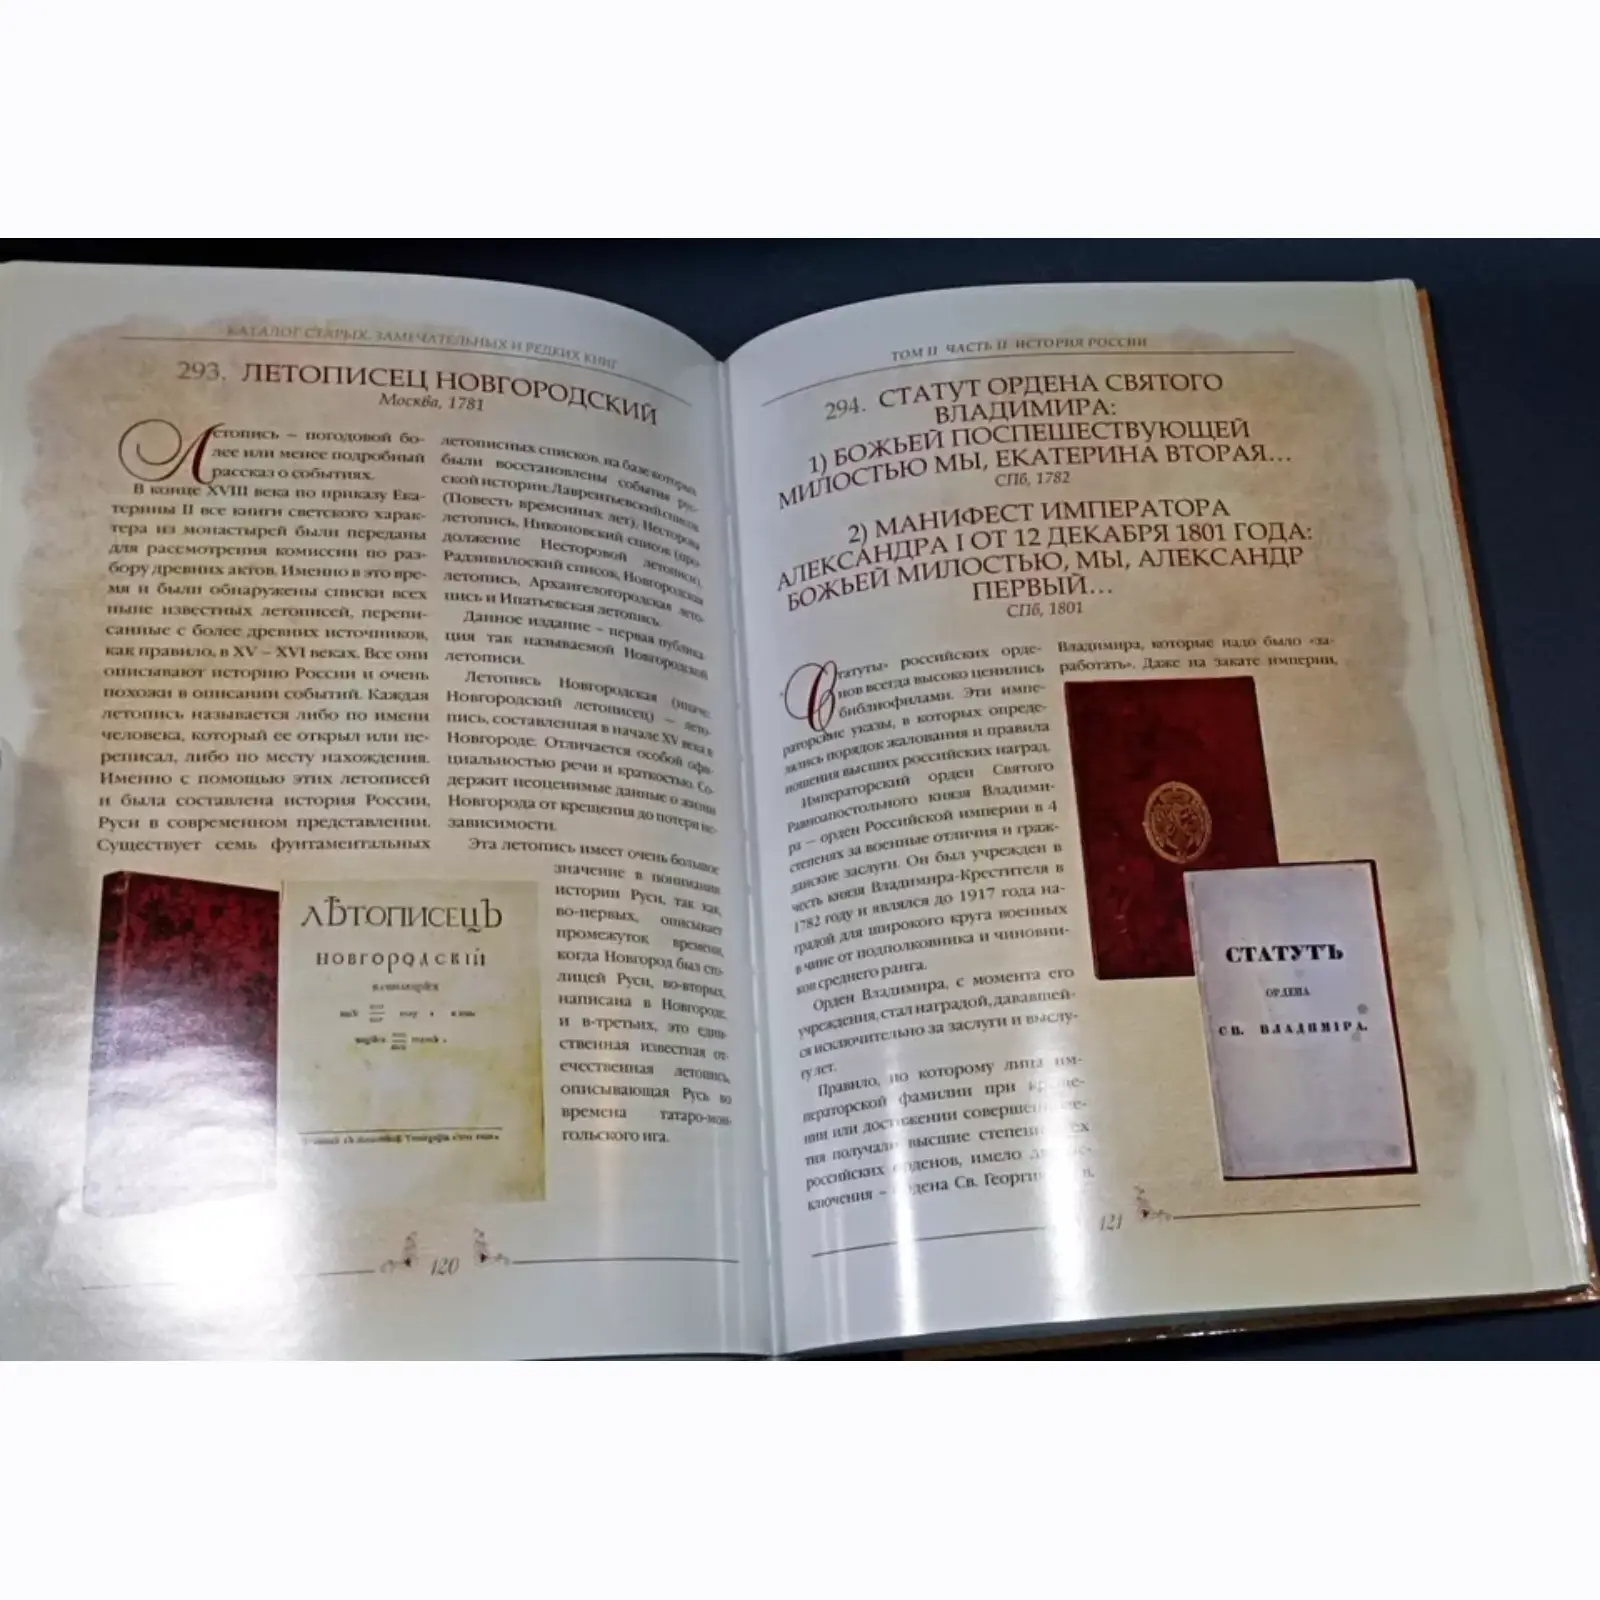 КАТАЛОГ СТАРЫХ, ЗАМЕЧАТЕЛЬНЫХ И РЕДКИХ КНИГ
293. ЛЕТОПИСЕЦ НОВГОРОДСКИЙ
Москва, 1781
Летопись – погодовой бо-
лее или менее подробный
рассказ о событиях.
В конце XVIII века по приказу Ека-
терины II все книги светского харак-
тера из монастырей были переданы
для рассмотрения комиссии по раз-
бору древних актов. Именно в это вре-
мя и были обнаружены списки всех
ныне известных летописей, перепи-
санные с более древних источников,
как правило, в XV – XVI веках. Все они
описывают историю России и очень
похожи в описании событий. Каждая
летопись называется либо по имени
человека, который ее открыл или пе-
реписал, либо по месту нахождения.
Именно с помощью этих летописей
и была составлена история России,
Руси в современном представлении.
Существует семь фунтаментальных
летописных списков, на базе которых
были восстановлены события рус-
ской истории: Лаврентьевский список
(Повесть временных лет), Несторова
летопись, Никоновский список (про-
должение Несторовой летописи),
Радзивилоский список, Новгородская
летопись, Архангелогородская лето-
пись и Ипатьевская летопись.
Данное издание – первая публика-
ция так называемой Новгородской
летописи.
Летопись Новгородская (иначе:
Новгородский летописец) – лето-
пись, составленная в начале XV века в
Новгороде. Отличается особой офи-
циальностью речи и краткостью. Со-
держит неоценимые данные о жизни
Новгорода от крещения до потери не-
зависимости.
Эта летопись имеет очень большое
значение в понимании
истории Руси, так как,
во-первых, описывает
промежуток времени,
когда Новгород был сто-
лицей Руси, во-вторых,
написана в Новгороде,
и в-третьих, это един-
ственная известная от-
ечественная летопись,
описывающая Русь во
времена татаро-мон-
гольского ига.
ЛѢТОПИСЕЦЪ
НОВГОРОДСКІЙ
120
ТОМ II ЧАСТЬ II ИСТОРИЯ РОССИИ
294. СТАТУТ ОРДЕНА СВЯТОГО
ВЛАДИМИРА:
1) БОЖЬЕЙ ПОСПЕШЕСТВУЮЩЕЙ
МИЛОСТЬЮ МЫ, ЕКАТЕРИНА ВТОРАЯ...
СПб, 1782
2) МАНИФЕСТ ИМПЕРАТОРА
АЛЕКСАНДРА I ОТ 12 ДЕКАБРЯ 1801 ГОДА:
БОЖЬЕЙ МИЛОСТЬЮ, МЫ, АЛЕКСАНДР
ПЕРВЫЙ...
СПб, 1801
«Статуты» российских орде-
нов всегда высоко ценились
библиофилами. Эти импе-
раторские указы, в которых опреде-
лялись порядок жалования и правила
ношения высших российских наград.
Императорский орден Святого
Равноапостольного князя Владими-
ра – орден Российской империи в 4
степенях за военные отличия и граж-
данские заслуги. Он был учрежден в
честь князя Владимира-Крестителя в
1782 году и являлся до 1917 года на-
градой для широкого круга военных
в чине от подполковника и чиновни-
ков среднего ранга.
Орден Владимира, с момента его
учреждения, стал наградой, дававшей-
ся исключительно за заслуги и выслу-
гу лет.
Правило, по которому лица им-
ператорской фамилии при
нии или достижении
тия получали высшие степени
российских орденов, имело
ключения – ордена Св.
Владимира, которые надо было «за-
работать». Даже на закате империи,
СТАТУТЪ
ОРДЕНА
СВ. ВЛАДИМІРА.
121